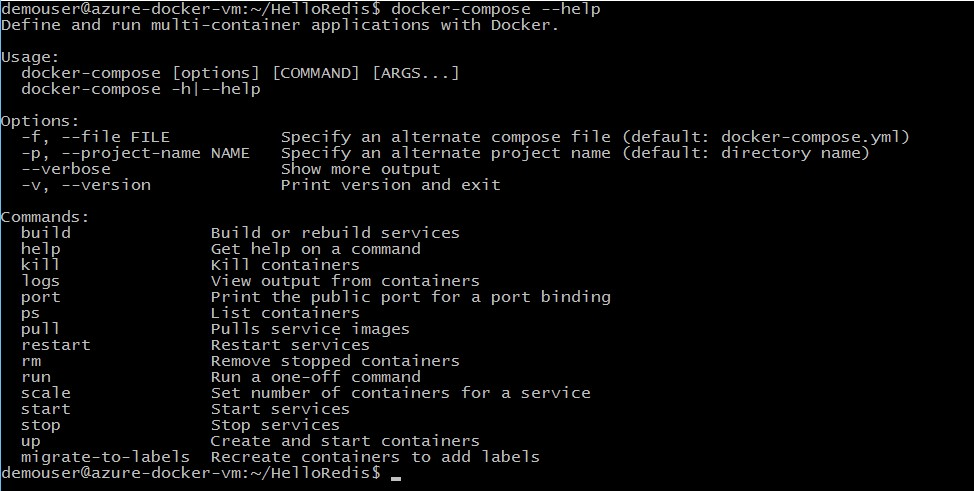 demouser@azure-docker-vm:~/HelloRedis$ docker-compose --help
Define and run multi-container applications with Docker.

Usage:
  docker-compose [options] [COMMAND] [ARGS...]
  docker-compose -h|--help

Options:
  -f, --file FILE           Specify an alternate compose file (default: docker-compose.yml)
  -p, --project-name NAME   Specify an alternate project name (default: directory name)
  --verbose                 Show more output
  -v, --version             Print version and exit

Commands:
  build              Build or rebuild services
  help               Get help on a command
  kill               Kill containers
  logs               View output from containers
  port               Print the public port for a port binding
  ps                 List containers
  pull               Pulls service images
  restart            Restart services
  rm                 Remove stopped containers
  run                Run a one-off command
  scale              Set number of containers for a service
  start              Start services
  stop               Stop services
  up                 Create and start containers
  migrate-to-labels  Recreate containers to add labels
demouser@azure-docker-vm:~/HelloRedis$ _